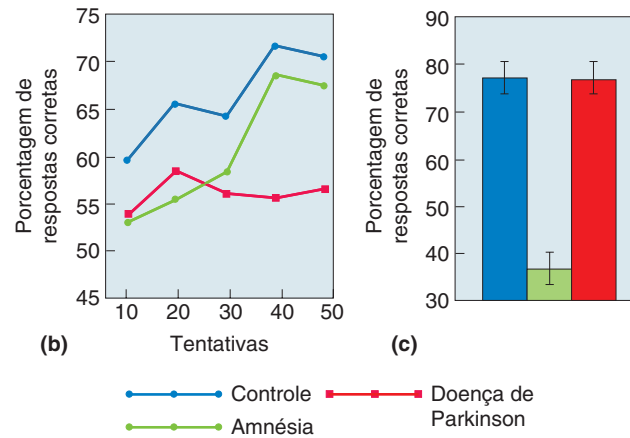 75
70
65
60
55
50
45
Porcentagem de
respostas corretas
10 20 30 40 50
(b) Tentativas
90
80
70
60
50
40
30
Porcentagem de
respostas corretas
(c)
Controle
Amnésia
Doença de
Parkinson